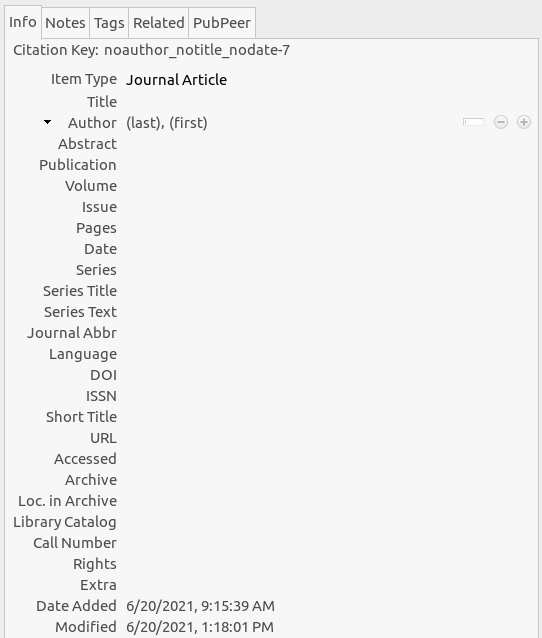 Info Notes Tags Related PubPeer
Citation Key: noauthor_notitle_nodate-7
Item Type Journal Article
Title
Author (last), (first)
Abstract
Publication
Volume
Issue
Pages
Date
Series
Series Title
Series Text
Journal Abbr
Language
DOI
ISSN
Short Title
URL
Accessed
Archive
Loc. in Archive
Library Catalog
Call Number
Rights
Extra
Date Added 6/20/2021, 9:15:39 AM
Modified 6/20/2021, 1:18:01 PM